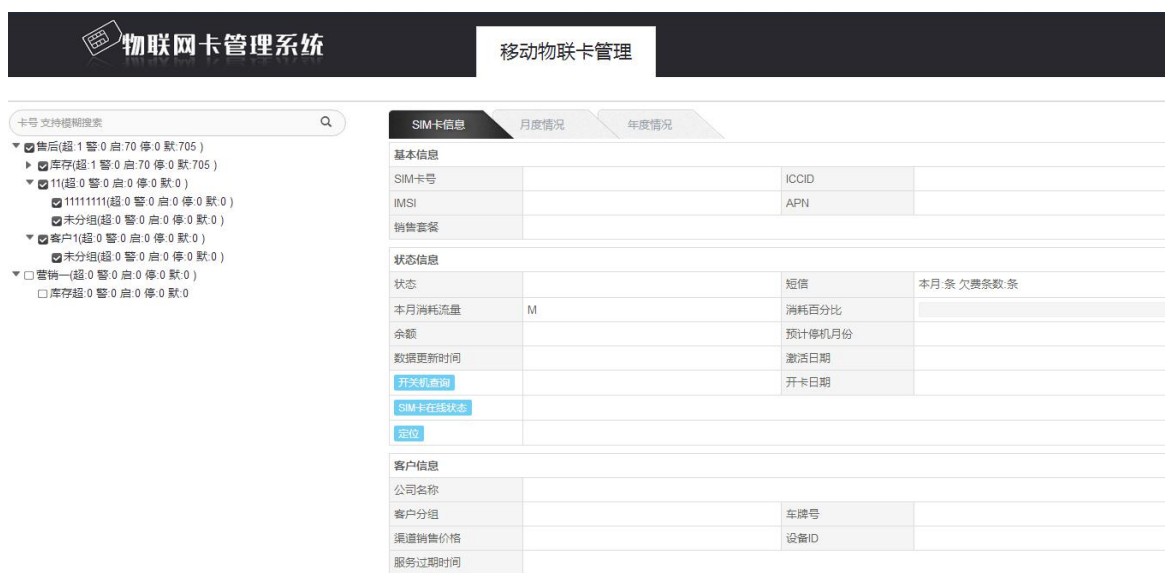 物联网卡管理系统
移动物联卡管理
卡号 支持模糊搜索
售后(超:1 警:0 启:70 停:0 默:705 )
库存(超:1 警:0 启:70 停:0 默:705 )
11(超:0 警:0 启:0 停:0 默:0 )
11111111(超:0 警:0 启:0 停:0 默:0 )
未分组(超:0 警:0 启:0 停:0 默:0 )
客户1(超:0 警:0 启:0 停:0 默:0 )
未分组(超:0 警:0 启:0 停:0 默:0 )
营销一(超:0 警:0 启:0 停:0 默:0 )
库存超:0 警:0 启:0 停:0 默:0
SIM卡信息 月度情况 年度情况
基本信息
SIM卡号 ICCID
IMSI APN
销售套餐
状态信息
状态 短信 本月:条 欠费条数:条
本月消耗流量 M 消耗百分比
余额 预计停机月份
数据更新时间 激活日期
开关机查询 开卡日期
SIM卡在线状态
定位
客户信息
公司名称
客户分组 车牌号
渠道销售价格 设备ID
服务过期时间